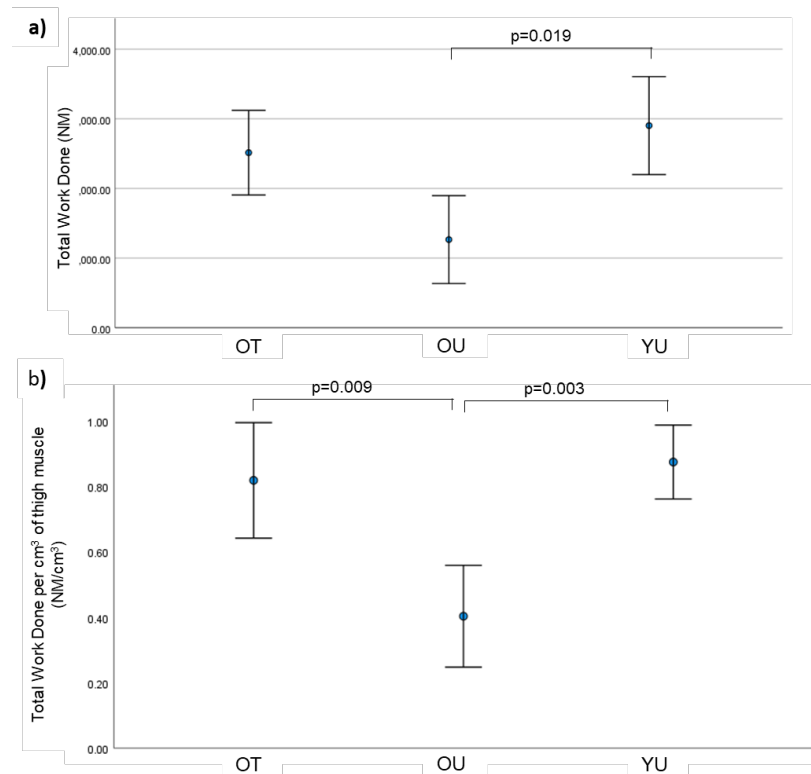 a)
4,000.00
p=0.019
,000.00
,000.00
,000.00
0.00
Total Work Done (NM)
OT OU YU
b)
p=0.009 p=0.003
1.00
0.80
0.60
0.40
0.20
0.00
Total Work Done per cm³ of thigh muscle
(NM/cm³)
OT OU YU